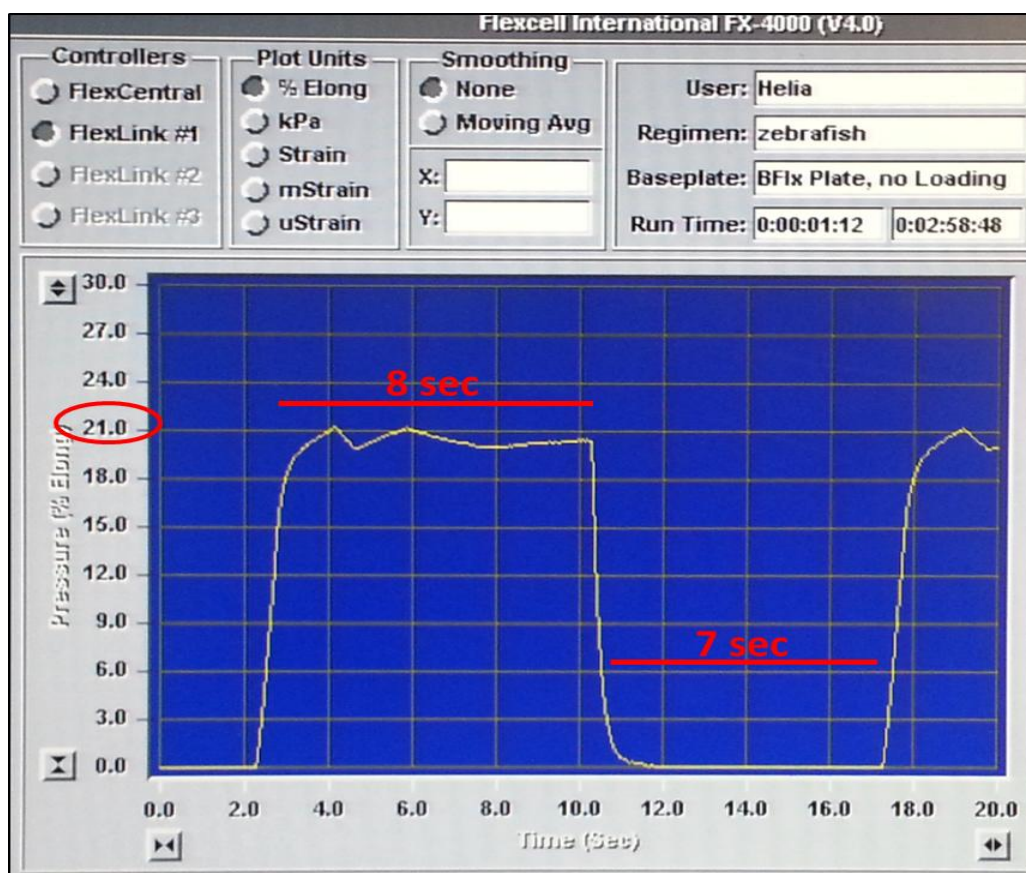 Flexcell International FX-4000 (V4.0)
Controllers
FlexCentral
FlexLink #1
FlexLink #2
FlexLink #3
Plot Units
% Elong
kPa
Strain
mStrain
uStrain
Smoothing
None
Moving Avg
X:
Y:
User: Helia
Regimen: zebrafish
Baseplate: BFlx Plate, no Loading
Run Time: 0:00:01:12 0:02:58:48
30.0
27.0
24.0
21.0
18.0
15.0
12.0
9.0
6.0
3.0
0.0
Pressure (% Elong)
8 sec
7 sec
0.0 2.0 4.0 6.0 8.0 10.0 12.0 14.0 16.0 18.0 20.0
Time (Sec)